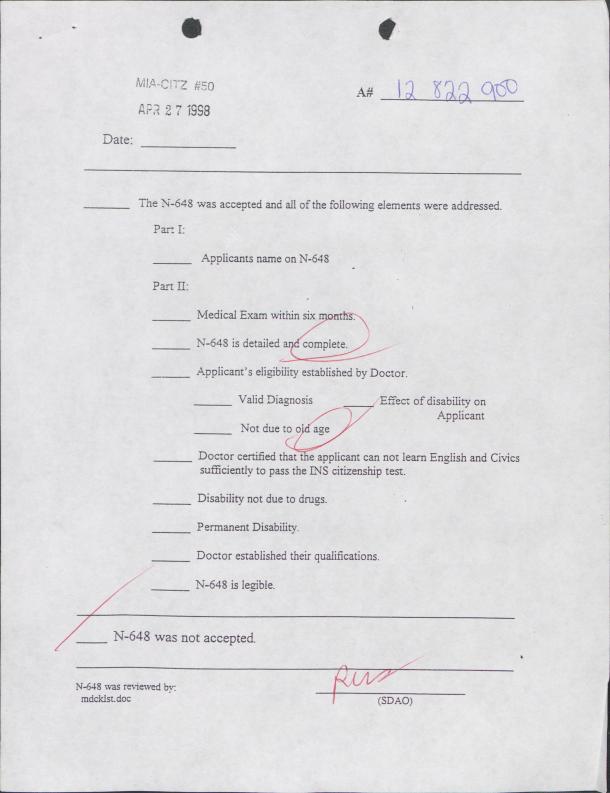 MIA-CITZ #50
APR 27 1998
A# 12 822 900
Date:
The N-648 was accepted and all of the following elements were addressed.
Part I:
Applicants name on N-648
Part II:
Medical Exam within six months.
N-648 is detailed and complete.
Applicant's eligibility established by Doctor.
Valid Diagnosis Effect of disability on
Applicant
Not due to old age
Doctor certified that the applicant can not learn English and Civics
sufficiently to pass the INS citizenship test.
Disability not due to drugs.
Permanent Disability.
Doctor established their qualifications.
N-648 is legible.
N-648 was not accepted.
N-648 was reviewed by:
mdcklst.doc
(SDAO)